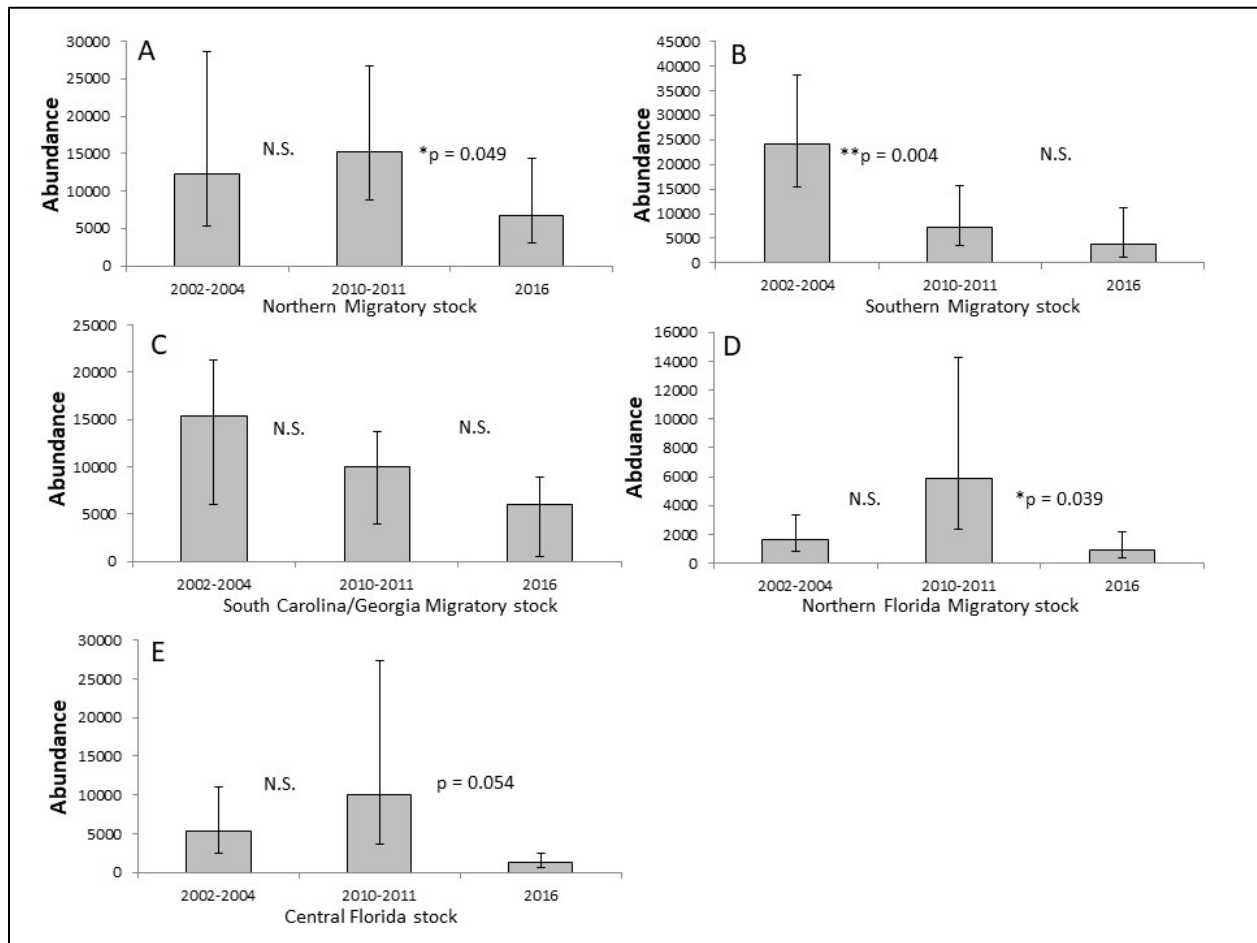 A
Abundance
30000
25000
20000
15000
10000
5000
0
N.S.
*p = 0.049
2002-2004 2010-2011 2016
Northern Migratory stock
B
Abundance
45000
40000
35000
30000
25000
20000
15000
10000
5000
0
**p = 0.004
N.S.
2002-2004 2010-2011 2016
Southern Migratory stock
C
Abundance
25000
20000
15000
10000
5000
0
N.S.
N.S.
2002-2004 2010-2011 2016
South Carolina/Georgia Migratory stock
D
Abduance
16000
14000
12000
10000
8000
6000
4000
2000
0
N.S.
*p = 0.039
2002-2004 2010-2011 2016
Northern Florida Migratory stock
E
Abundance
30000
25000
20000
15000
10000
5000
0
N.S.
p = 0.054
2002-2004 2010-2011 2016
Central Florida stock